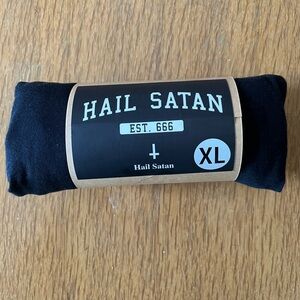 HAIL SATAN
EST. 666
Hail Satan
XL